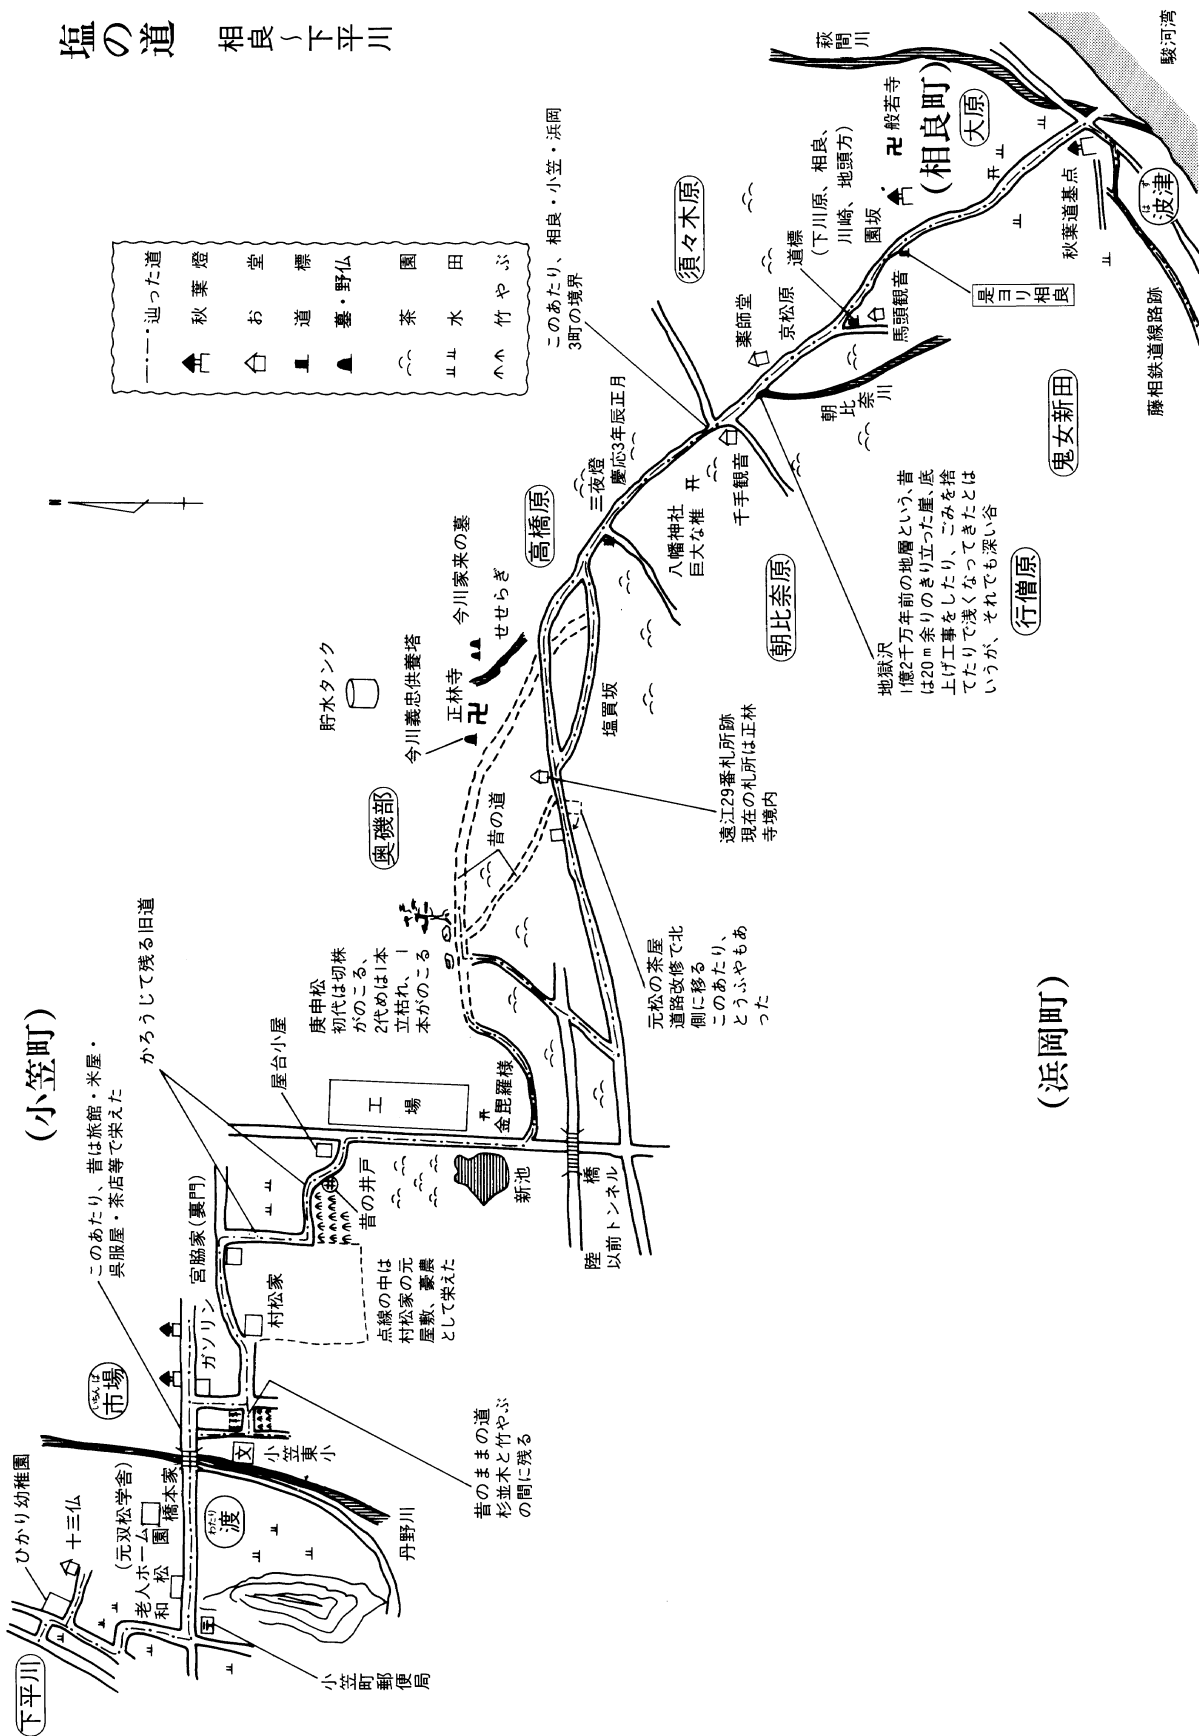 塩の道
相良～下平川
辿った道
秋葉燈
お堂
道標
墓・野仏
茶園
水田
竹やぶ
N
(小笠町)
下平川
ひかり幼稚園
十三仏
(元双松学舎)
橋本家
老人ホーム
和松園
渡
わたり
小笠町郵便局
丹野川
文
小笠東小
市場
いちんば
このあたり、昔は旅館・米屋・
呉服屋・茶店等で栄えた
ガソリン
宮脇家(裏門)
村松家
昔のままの道
杉並木と竹やぶ
の間に残る
点線の中は
村松家の元
屋敷、豪農
として栄えた
かろうじて残る旧道
屋台小屋
昔の井戸
工場
金毘羅様
新池
陸橋
以前トンネル
庚申松
初代は切株
がのこる、
2代めは1本
立枯れ、1
本がのこる
奥磯部
昔の道
元松の茶屋
道路改修で北
側に移る
このあたり、
とうふやもあ
った
遠江29番札所跡
現在の札所は正林
寺境内
貯水タンク
今川義忠供養塔
正林寺
今川家来の墓
せせらぎ
塩買坂
高橋原
三夜燈
慶応3年辰正月
八幡神社
巨大な椎
千手観音
朝比奈原
このあたり、相良・小笠・浜岡
3町の境界
須々木原
薬師堂
京松原
道標
(下川原、相良、
川崎、地頭方)
園坂
馬頭観音
朝比奈川
地獄沢
1億2千万年前の地層という、昔
は20m余りのきり立った崖、底
上げ工事をしたり、ごみを捨
てたりで浅くなってきたとは
いうが、それでも深い谷
行僧原
鬼女新田
是ヨリ相良
般若寺
(相良町)
大原
萩間川
秋葉道基点
波津
はず
藤相鉄道線路跡
駿河湾
(浜岡町)